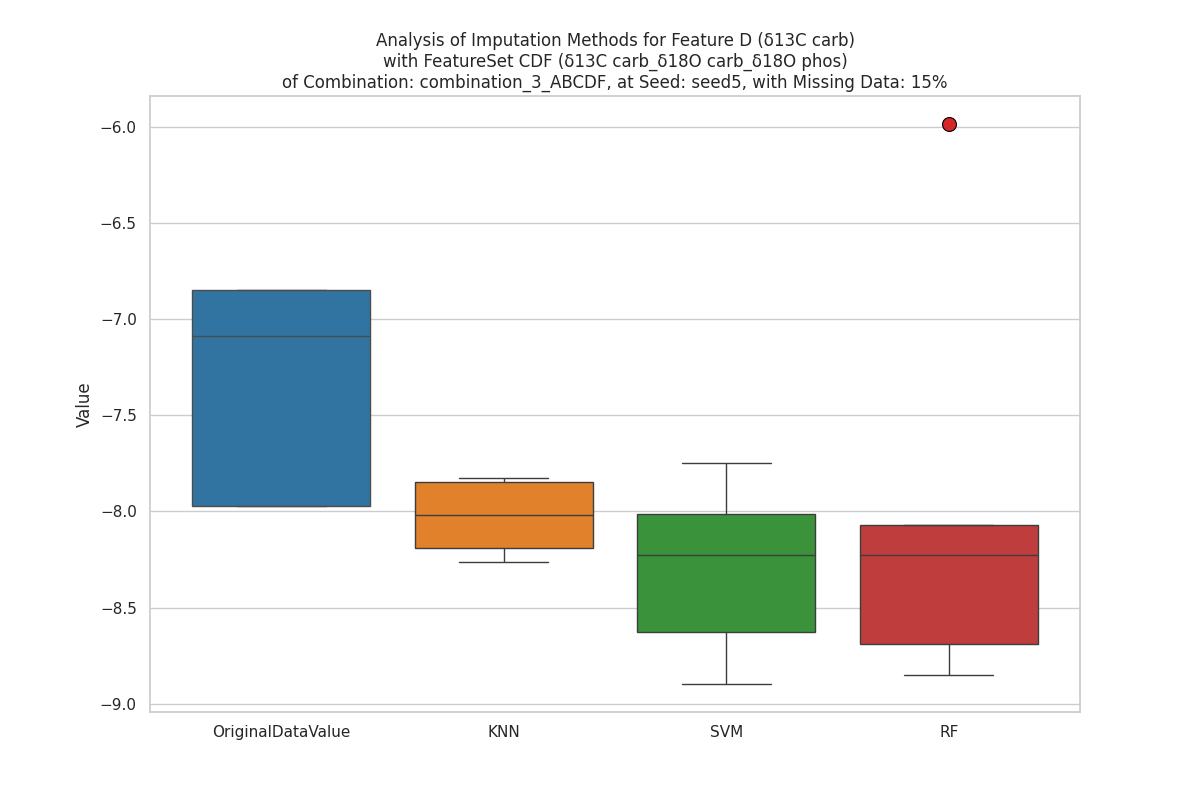 Analysis of Imputation Methods for Feature D (δ13C carb)
with FeatureSet CDF (δ13C carb_δ18O carb_δ18O phos)
of Combination: combination_3_ABCDF, at Seed: seed5, with Missing Data: 15%
−6.0
−6.5
−7.0
−7.5
−8.0
−8.5
−9.0
Value
OriginalDataValue
KNN
SVM
RF